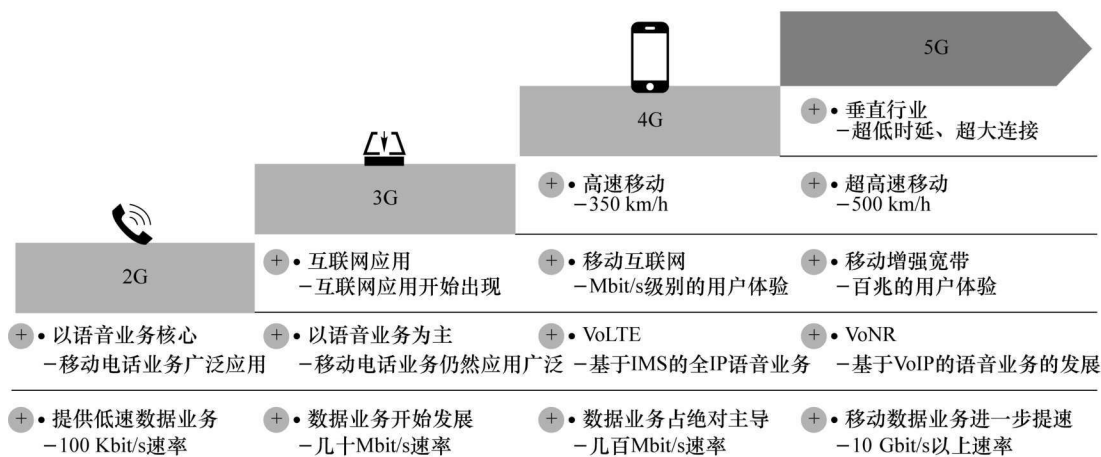 5G
4G
⊕• 垂直行业
−超低时延、超大连接
3G
⊕• 高速移动
−350 km/h
⊕• 超高速移动
−500 km/h
2G
⊕• 互联网应用
−互联网应用开始出现
⊕• 移动互联网
−Mbit/s级别的用户体验
⊕• 移动增强宽带
−百兆的用户体验
⊕• 以语音业务核心
−移动电话业务广泛应用
⊕• 以语音业务为主
−移动电话业务仍然应用广泛
⊕• VoLTE
−基于IMS的全IP语音业务
⊕• VoNR
−基于VoIP的语音业务的发展
⊕• 提供低速数据业务
−100 Kbit/s速率
⊕• 数据业务开始发展
−几十Mbit/s速率
⊕• 数据业务占绝对主导
−几百Mbit/s速率
⊕• 移动数据业务进一步提速
−10 Gbit/s以上速率